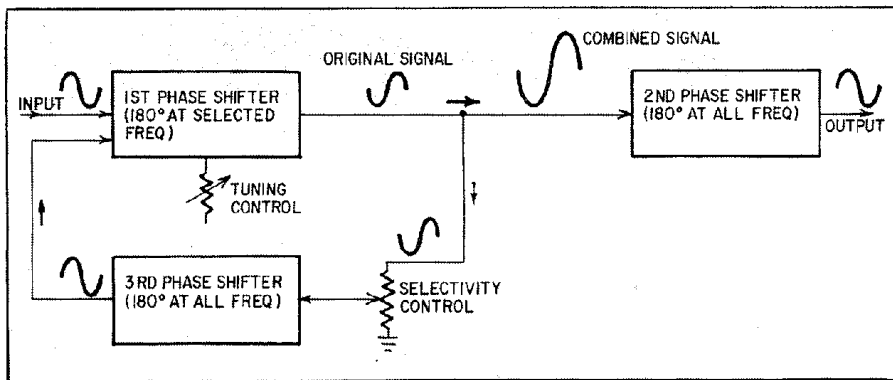 ORIGINAL SIGNAL
COMBINED SIGNAL
INPUT
1ST PHASE SHIFTER
(180° AT SELECTED
FREQ)
2ND PHASE SHIFTER
(180° AT ALL FREQ)
OUTPUT
TUNING
CONTROL
3RD PHASE SHIFTER
(180° AT ALL FREQ)
SELECTIVITY
CONTROL